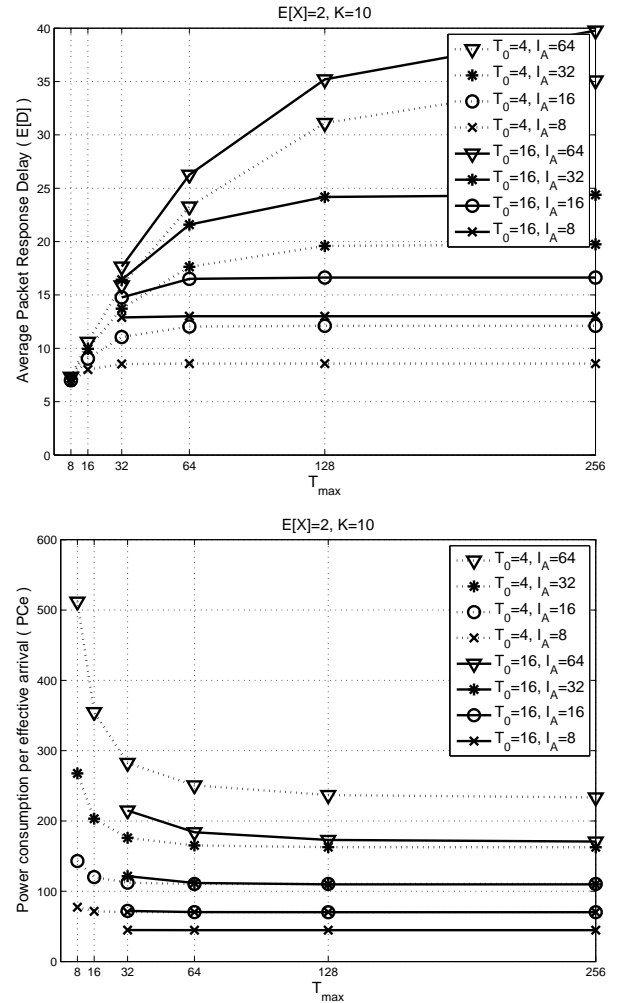 E[X]=2, K=10
40
35
30
25
20
15
10
5
0
Average Packet Response Delay ( E[D] )
8 16 32 64 128 256
T_max
T_0=4, I_A=64
T_0=4, I_A=32
T_0=4, I_A=16
T_0=4, I_A=8
T_0=16, I_A=64
T_0=16, I_A=32
T_0=16, I_A=16
T_0=16, I_A=8
E[X]=2, K=10
600
500
400
300
200
100
0
Power consumption per effective arrival ( PCe )
8 16 32 64 128 256
T_max
T_0=4, I_A=64
T_0=4, I_A=32
T_0=4, I_A=16
T_0=4, I_A=8
T_0=16, I_A=64
T_0=16, I_A=32
T_0=16, I_A=16
T_0=16, I_A=8